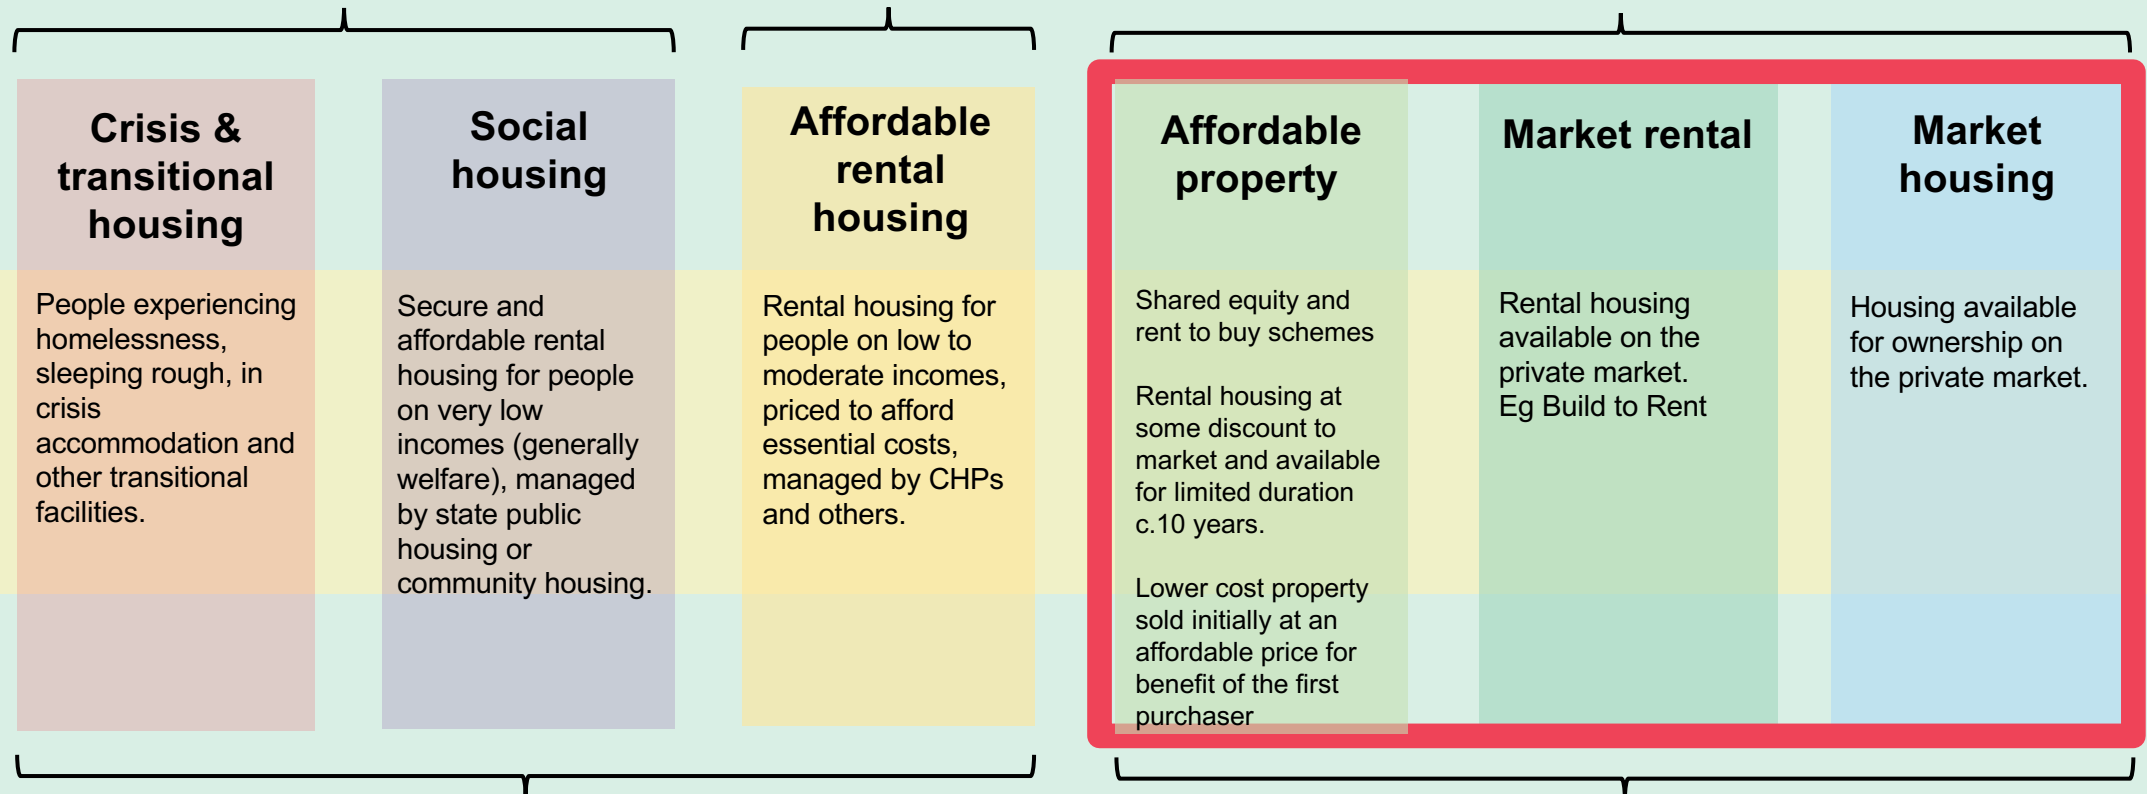 Crisis &
transitional
housing
People experiencing
homelessness,
sleeping rough, in
crisis
accommodation and
other transitional
facilities.
Social
housing
Secure and
affordable rental
housing for people
on very low
incomes (generally
welfare), managed
by state public
housing or
community housing.
Affordable
rental
housing
Rental housing for
people on low to
moderate incomes,
priced to afford
essential costs,
managed by CHPs
and others.
Affordable
property
Shared equity and
rent to buy schemes
Rental housing at
some discount to
market and available
for limited duration
c.10 years.
Lower cost property
sold initially at an
affordable price for
benefit of the first
purchaser
Market rental
Rental housing
available on the
private market.
Eg Build to Rent
Market
housing
Housing available
for ownership on
the private market.